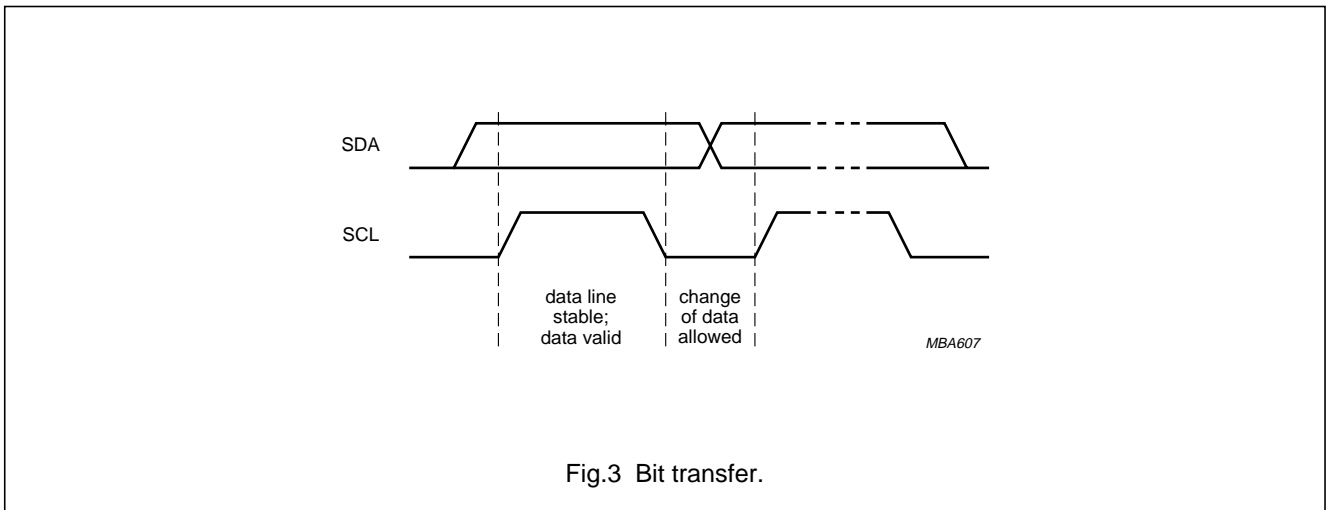 SDA
SCL
data line
stable;
data valid
change
of data
allowed
MBA607
Fig.3 Bit transfer.